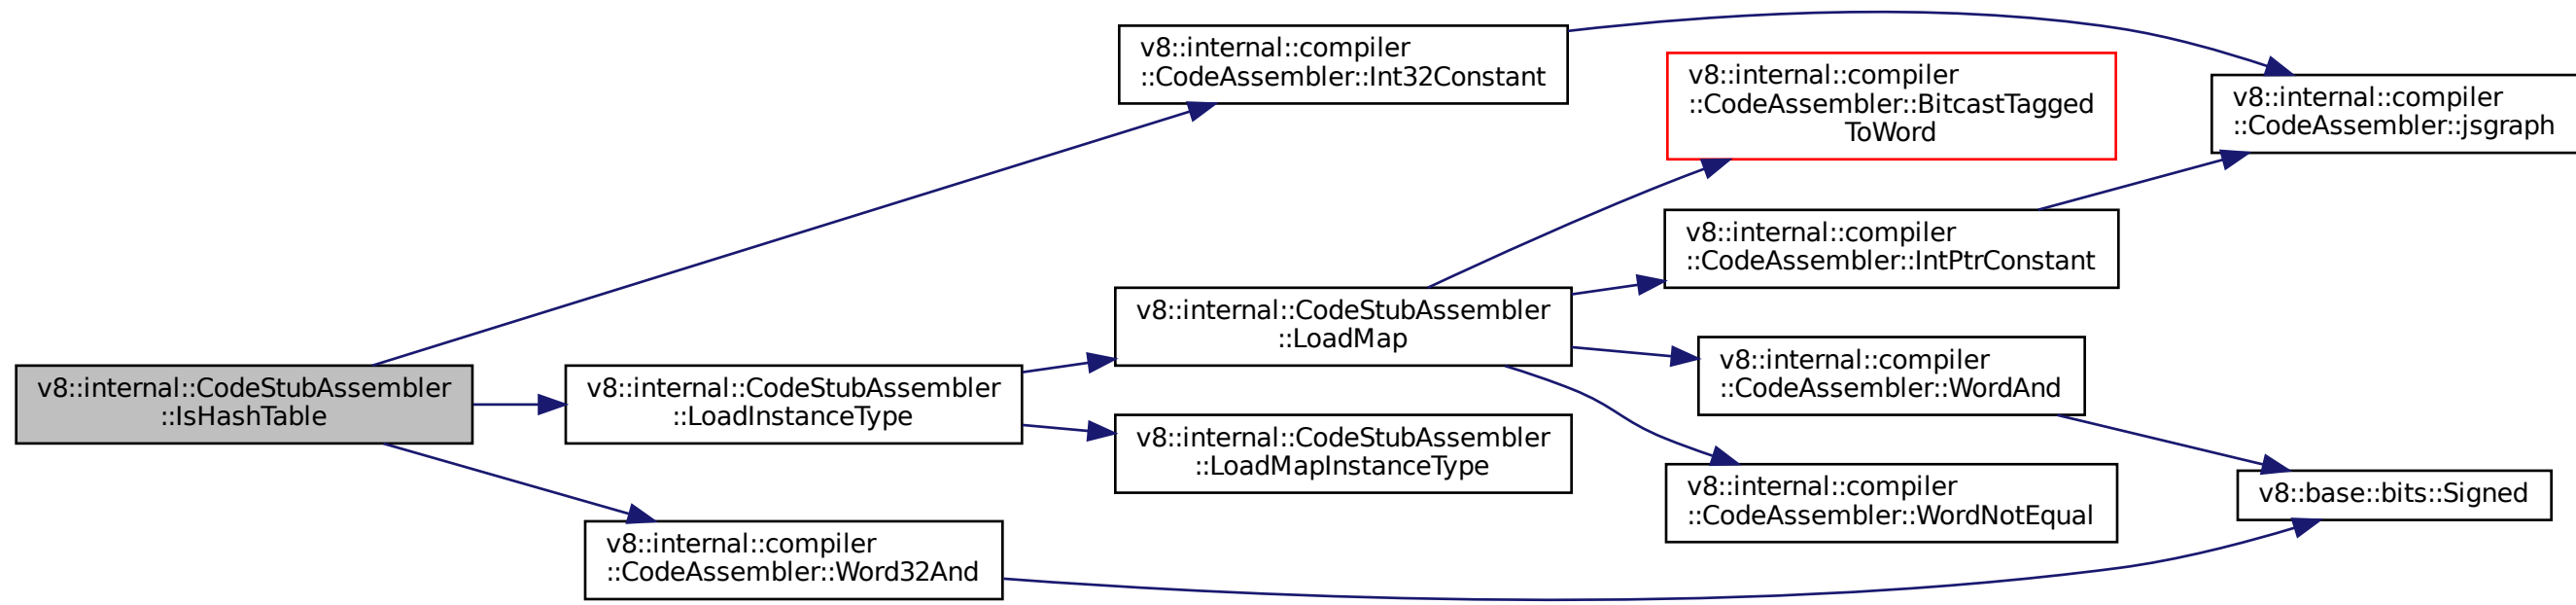 v8::internal::CodeStubAssembler
::IsHashTable
v8::internal::compiler
::CodeAssembler::Int32Constant
v8::internal::CodeStubAssembler
::LoadInstanceType
v8::internal::compiler
::CodeAssembler::Word32And
v8::internal::CodeStubAssembler
::LoadMap
v8::internal::CodeStubAssembler
::LoadMapInstanceType
v8::internal::compiler
::CodeAssembler::BitcastTagged
ToWord
v8::internal::compiler
::CodeAssembler::IntPtrConstant
v8::internal::compiler
::CodeAssembler::WordAnd
v8::internal::compiler
::CodeAssembler::WordNotEqual
v8::internal::compiler
::CodeAssembler::jsgraph
v8::base::bits::Signed